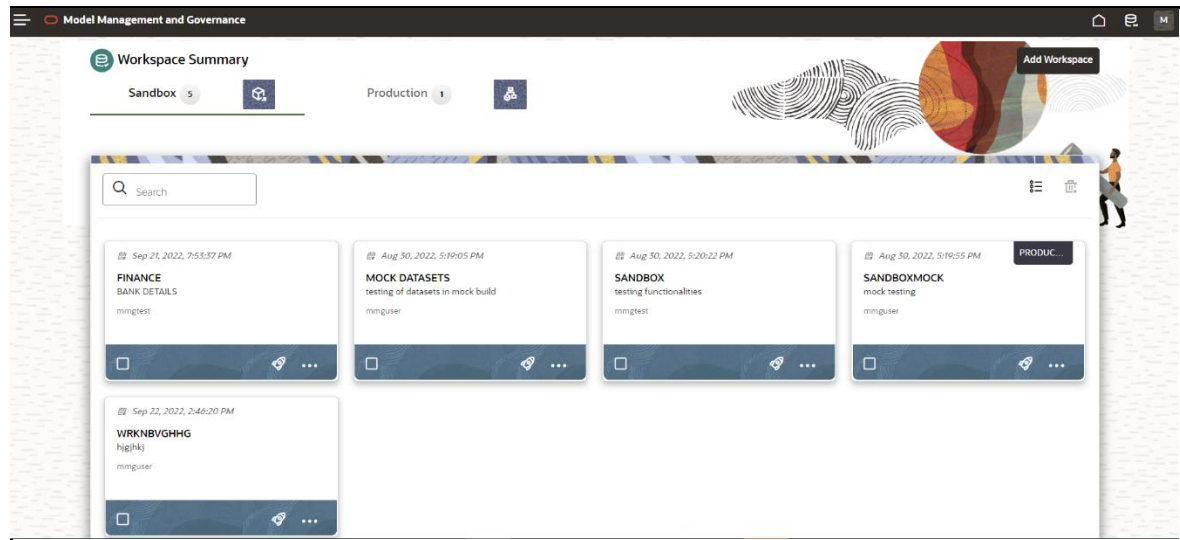 Model Management and Governance
M
Workspace Summary
Add Workspace
Sandbox 5
Production 1
Search
Sep 21, 2022, 7:53:37 PM
FINANCE
BANK DETAILS
mmgtest
Aug 30, 2022, 5:19:05 PM
MOCK DATASETS
testing of datasets in mock build
mmguser
Aug 30, 2022, 5:20:22 PM
SANDBOX
testing functionalities
mmgtest
Aug 30, 2022, 5:19:55 PM
PRODUC...
SANDBOXMOCK
mock testing
mmguser
Sep 22, 2022, 2:46:20 PM
WRKNBVGHHG
hjgjhkj
mmguser